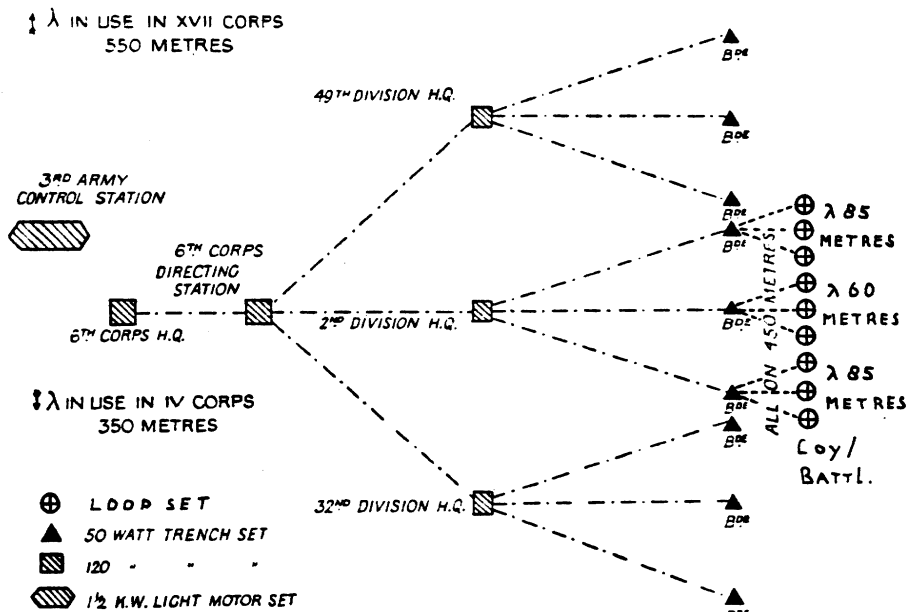 λ IN USE IN XVII CORPS
550 METRES
49TH DIVISION H.Q.
BDE
BDE
BDE
3RD ARMY
CONTROL STATION
6TH CORPS
DIRECTING
STATION
6TH CORPS H.Q.
2ND DIVISION H.Q.
BDE
BDE
BDE
ALL ON 450 METRES
λ 85
METRES
λ 60
METRES
λ 85
METRES
Coy/
BATTL.
λ IN USE IN IV CORPS
350 METRES
32ND DIVISION H.Q.
BDE
BDE
BDE
LOOP SET
50 WATT TRENCH SET
120 " "
1½ K.W. LIGHT MOTOR SET